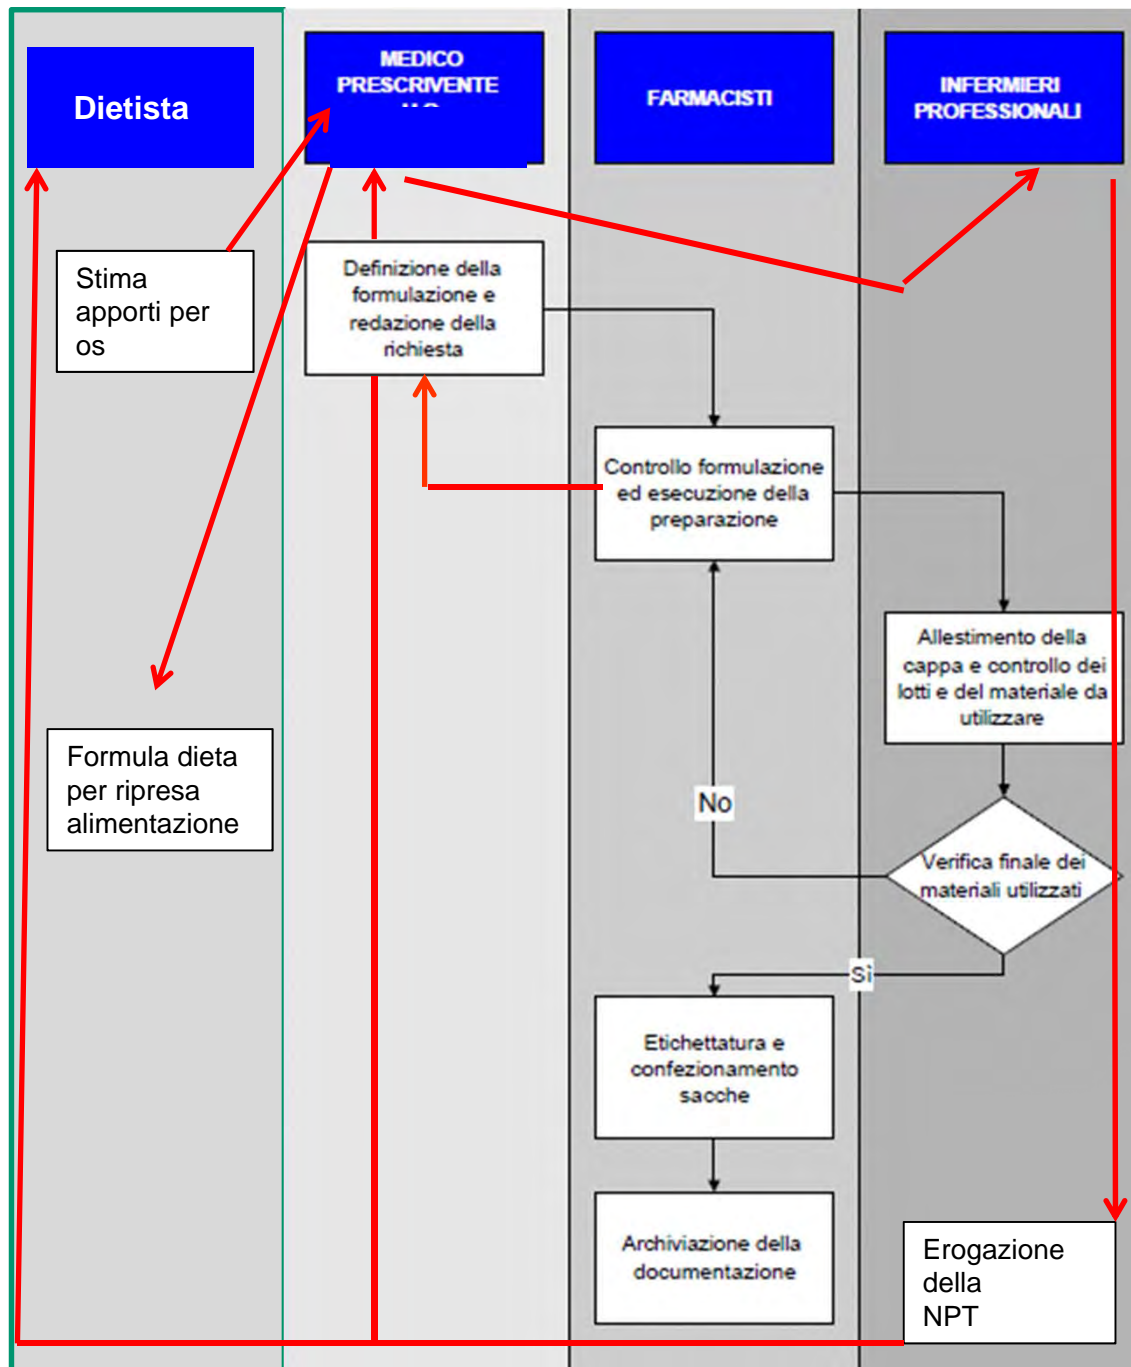 Dietista
MEDICO
PRESCRIVENTE
FARMACISTI
INFERMIERI
PROFESSIONALI
Stima
apporti per
os
Definizione della
formulazione e
redazione della
richiesta
Controllo formulazione
ed esecuzione della
preparazione
Allestimento della
cappa e controllo dei
lotti e del materiale da
utilizzare
Formula dieta
per ripresa
alimentazione
No
Verifica finale dei
materiali utilizzati
Sì
Etichettatura e
confezionamento
sacche
Archiviazione della
documentazione
Erogazione
della
NPT